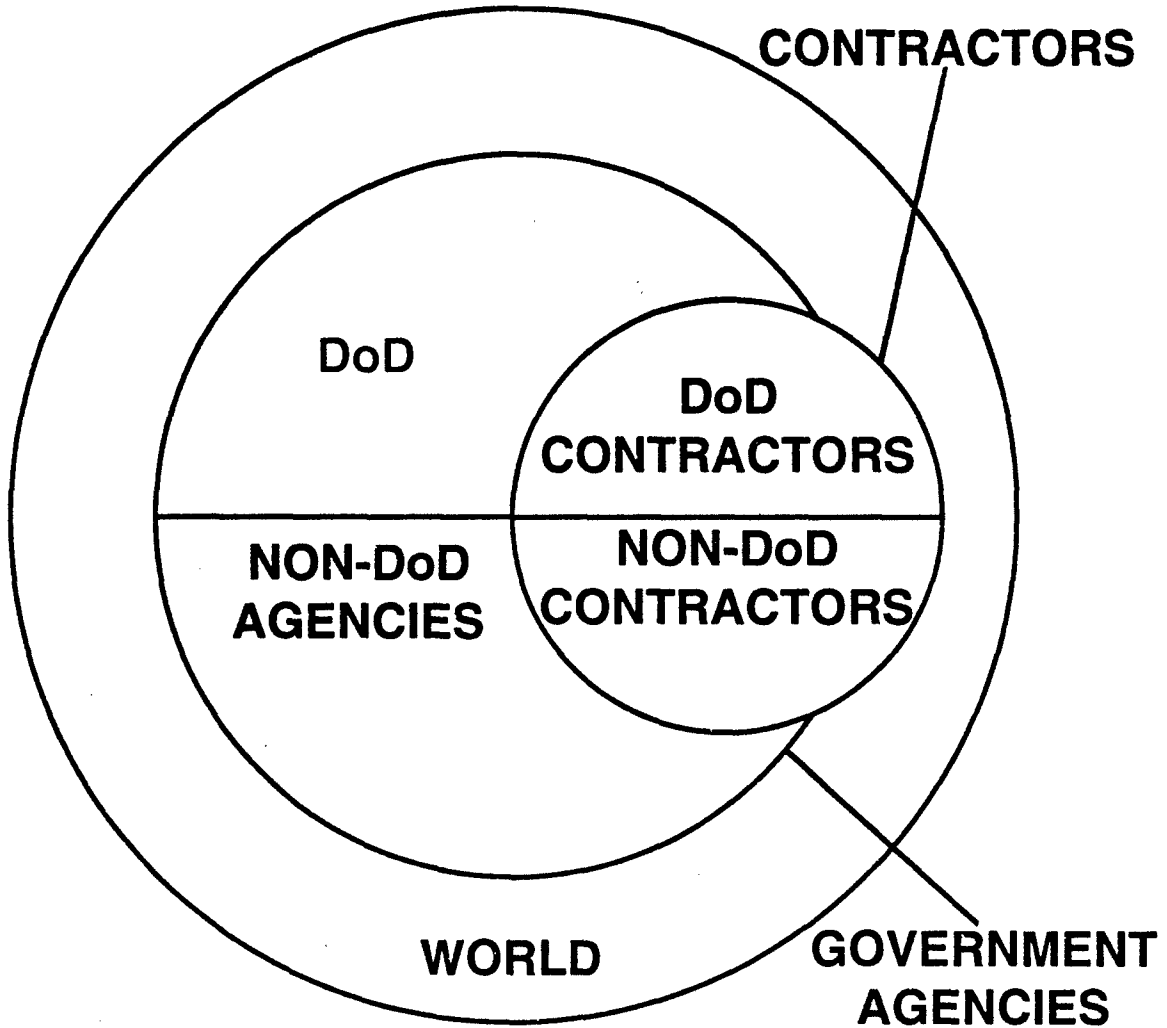 CONTRACTORS
DoD
DoD
CONTRACTORS
NON-DoD
AGENCIES
NON-DoD
CONTRACTORS
WORLD
GOVERNMENT
AGENCIES